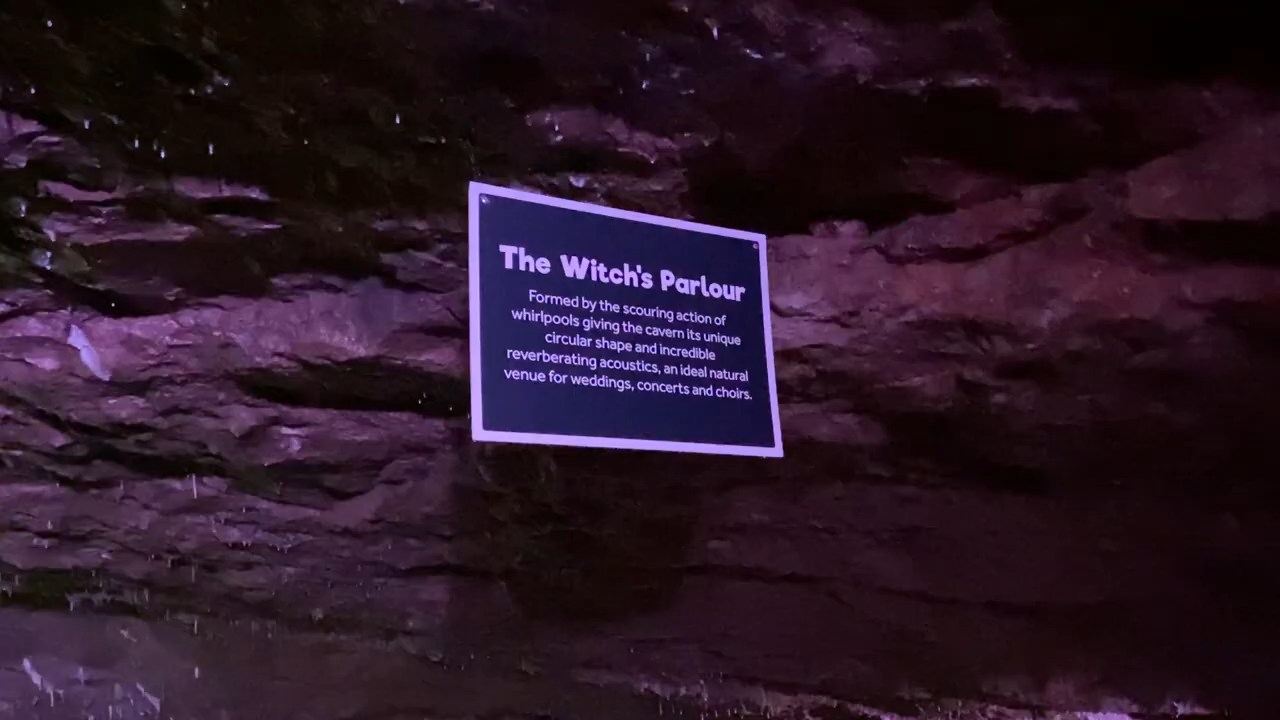 The Witch's Parlour
Formed by the scouring action of
whirlpools giving the cavern its unique
circular shape and incredible
reverberating acoustics, an ideal natural
venue for weddings, concerts and choirs.